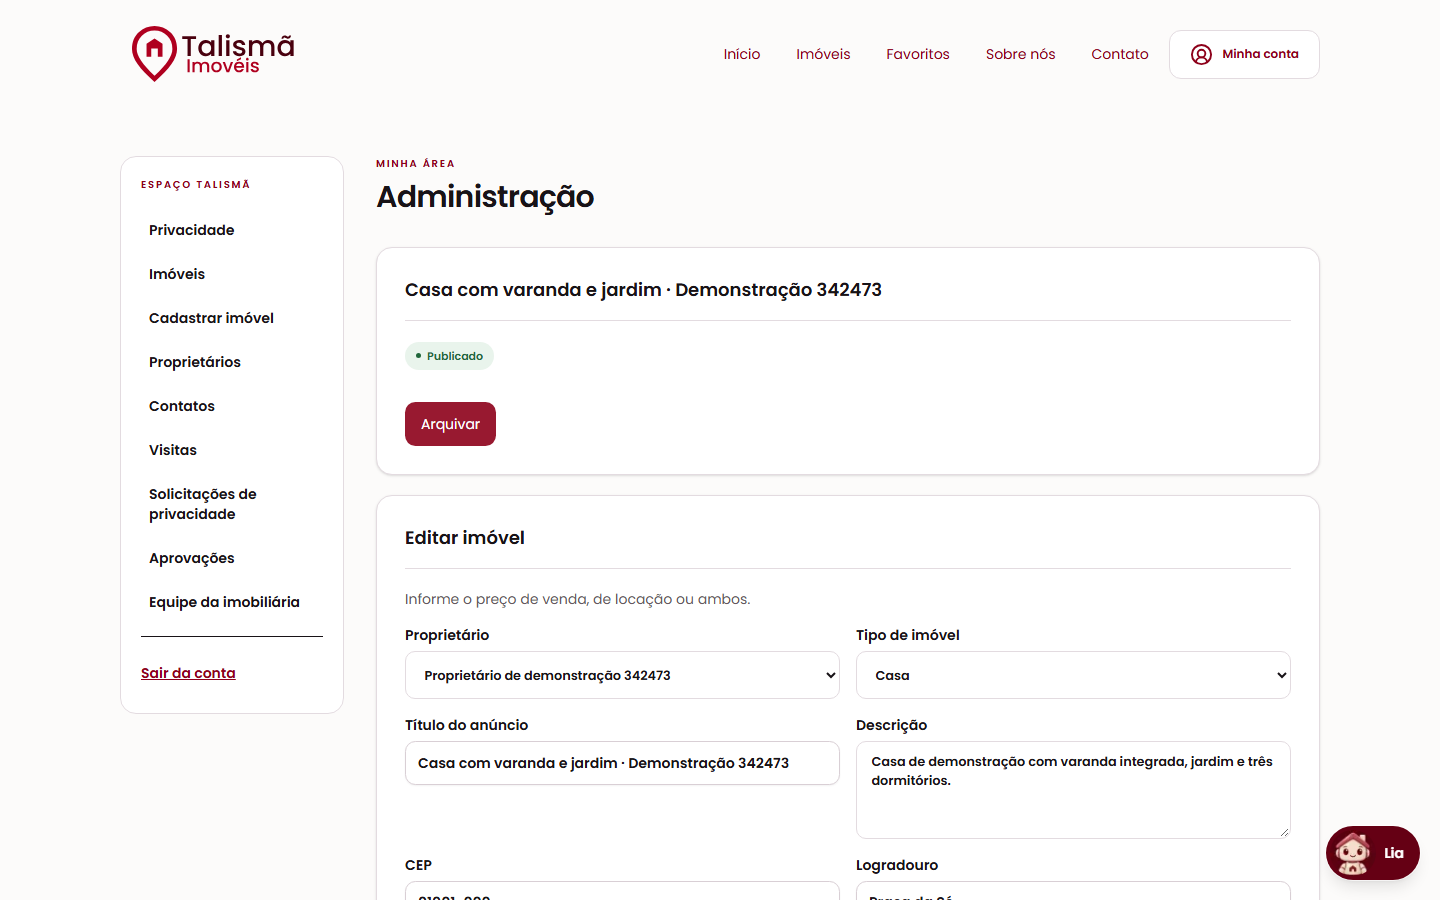 Talismã
Imovéis
Início
Imóveis
Favoritos
Sobre nós
Contato
Minha conta
ESPAÇO TALISMÃ
Privacidade
Imóveis
Cadastrar imóvel
Proprietários
Contatos
Visitas
Solicitações de
privacidade
Aprovações
Equipe da imobiliária
Sair da conta
MINHA ÁREA
Administração
Casa com varanda e jardim · Demonstração 342473
Publicado
Arquivar
Editar imóvel
Informe o preço de venda, de locação ou ambos.
Proprietário
Tipo de imóvel
Proprietário de demonstração 342473
Casa
Título do anúncio
Descrição
Casa com varanda e jardim · Demonstração 342473
Casa de demonstração com varanda integrada, jardim e três
dormitórios.
CEP
Logradouro
Lia